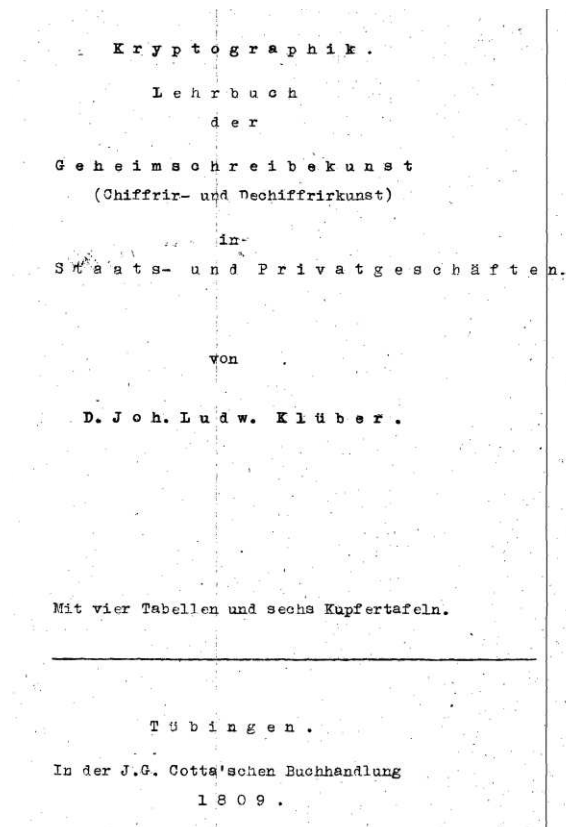 Kryptographik.
Lehrbuch
der
Geheimschreibekunst
(Chiffrir- und Dechiffrirkunst)
in
Staats- und Privatgeschäften.
von
D. Joh. Ludw. Klüber.
Mit vier Tabellen und sechs Kupfertafeln.
Tübingen.
In der J.G. Cotta'schen Buchhandlung
1809.